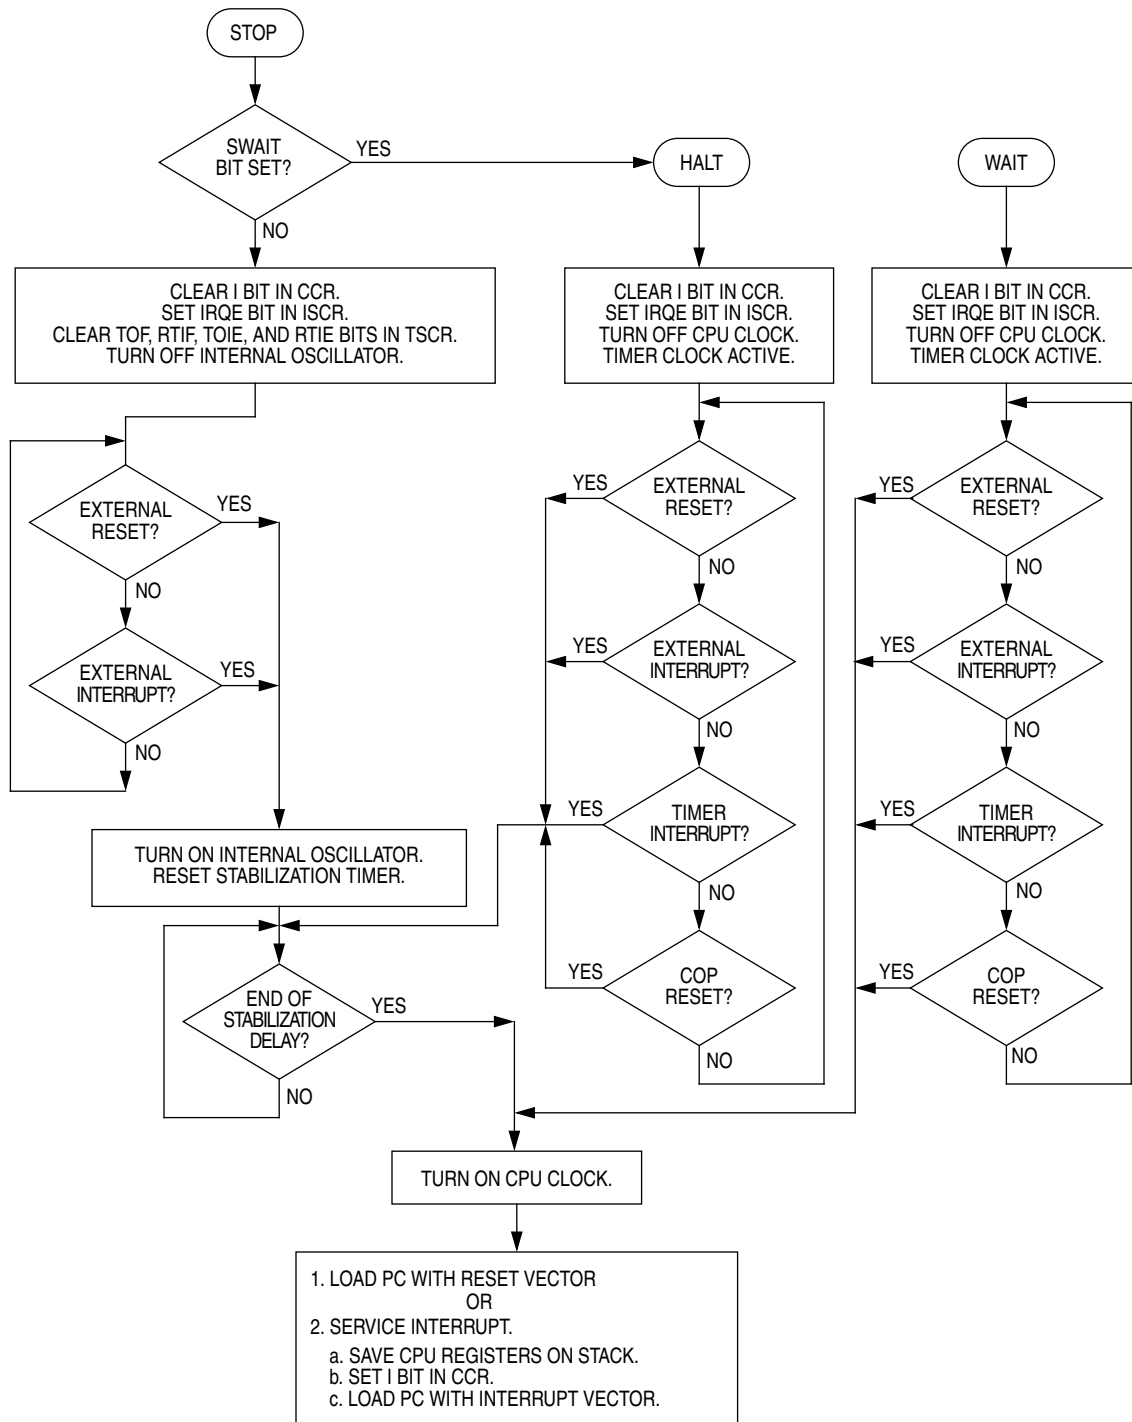 STOP
SWAIT
BIT SET?
YES
NO
HALT
WAIT
CLEAR I BIT IN CCR.
SET IRQE BIT IN ISCR.
CLEAR TOF, RTIF, TOIE, AND RTIE BITS IN TSCR.
TURN OFF INTERNAL OSCILLATOR.
CLEAR I BIT IN CCR.
SET IRQE BIT IN ISCR.
TURN OFF CPU CLOCK.
TIMER CLOCK ACTIVE.
CLEAR I BIT IN CCR.
SET IRQE BIT IN ISCR.
TURN OFF CPU CLOCK.
TIMER CLOCK ACTIVE.
EXTERNAL
RESET?
YES
NO
EXTERNAL
INTERRUPT?
YES
NO
TURN ON INTERNAL OSCILLATOR.
RESET STABILIZATION TIMER.
END OF
STABILIZATION
DELAY?
YES
NO
YES
EXTERNAL
RESET?
NO
YES
EXTERNAL
INTERRUPT?
NO
YES
TIMER
INTERRUPT?
NO
YES
COP
RESET?
NO
YES
EXTERNAL
RESET?
NO
YES
EXTERNAL
INTERRUPT?
NO
YES
TIMER
INTERRUPT?
NO
YES
COP
RESET?
NO
TURN ON CPU CLOCK.
1. LOAD PC WITH RESET VECTOR
OR
2. SERVICE INTERRUPT.
a. SAVE CPU REGISTERS ON STACK.
b. SET I BIT IN CCR.
c. LOAD PC WITH INTERRUPT VECTOR.